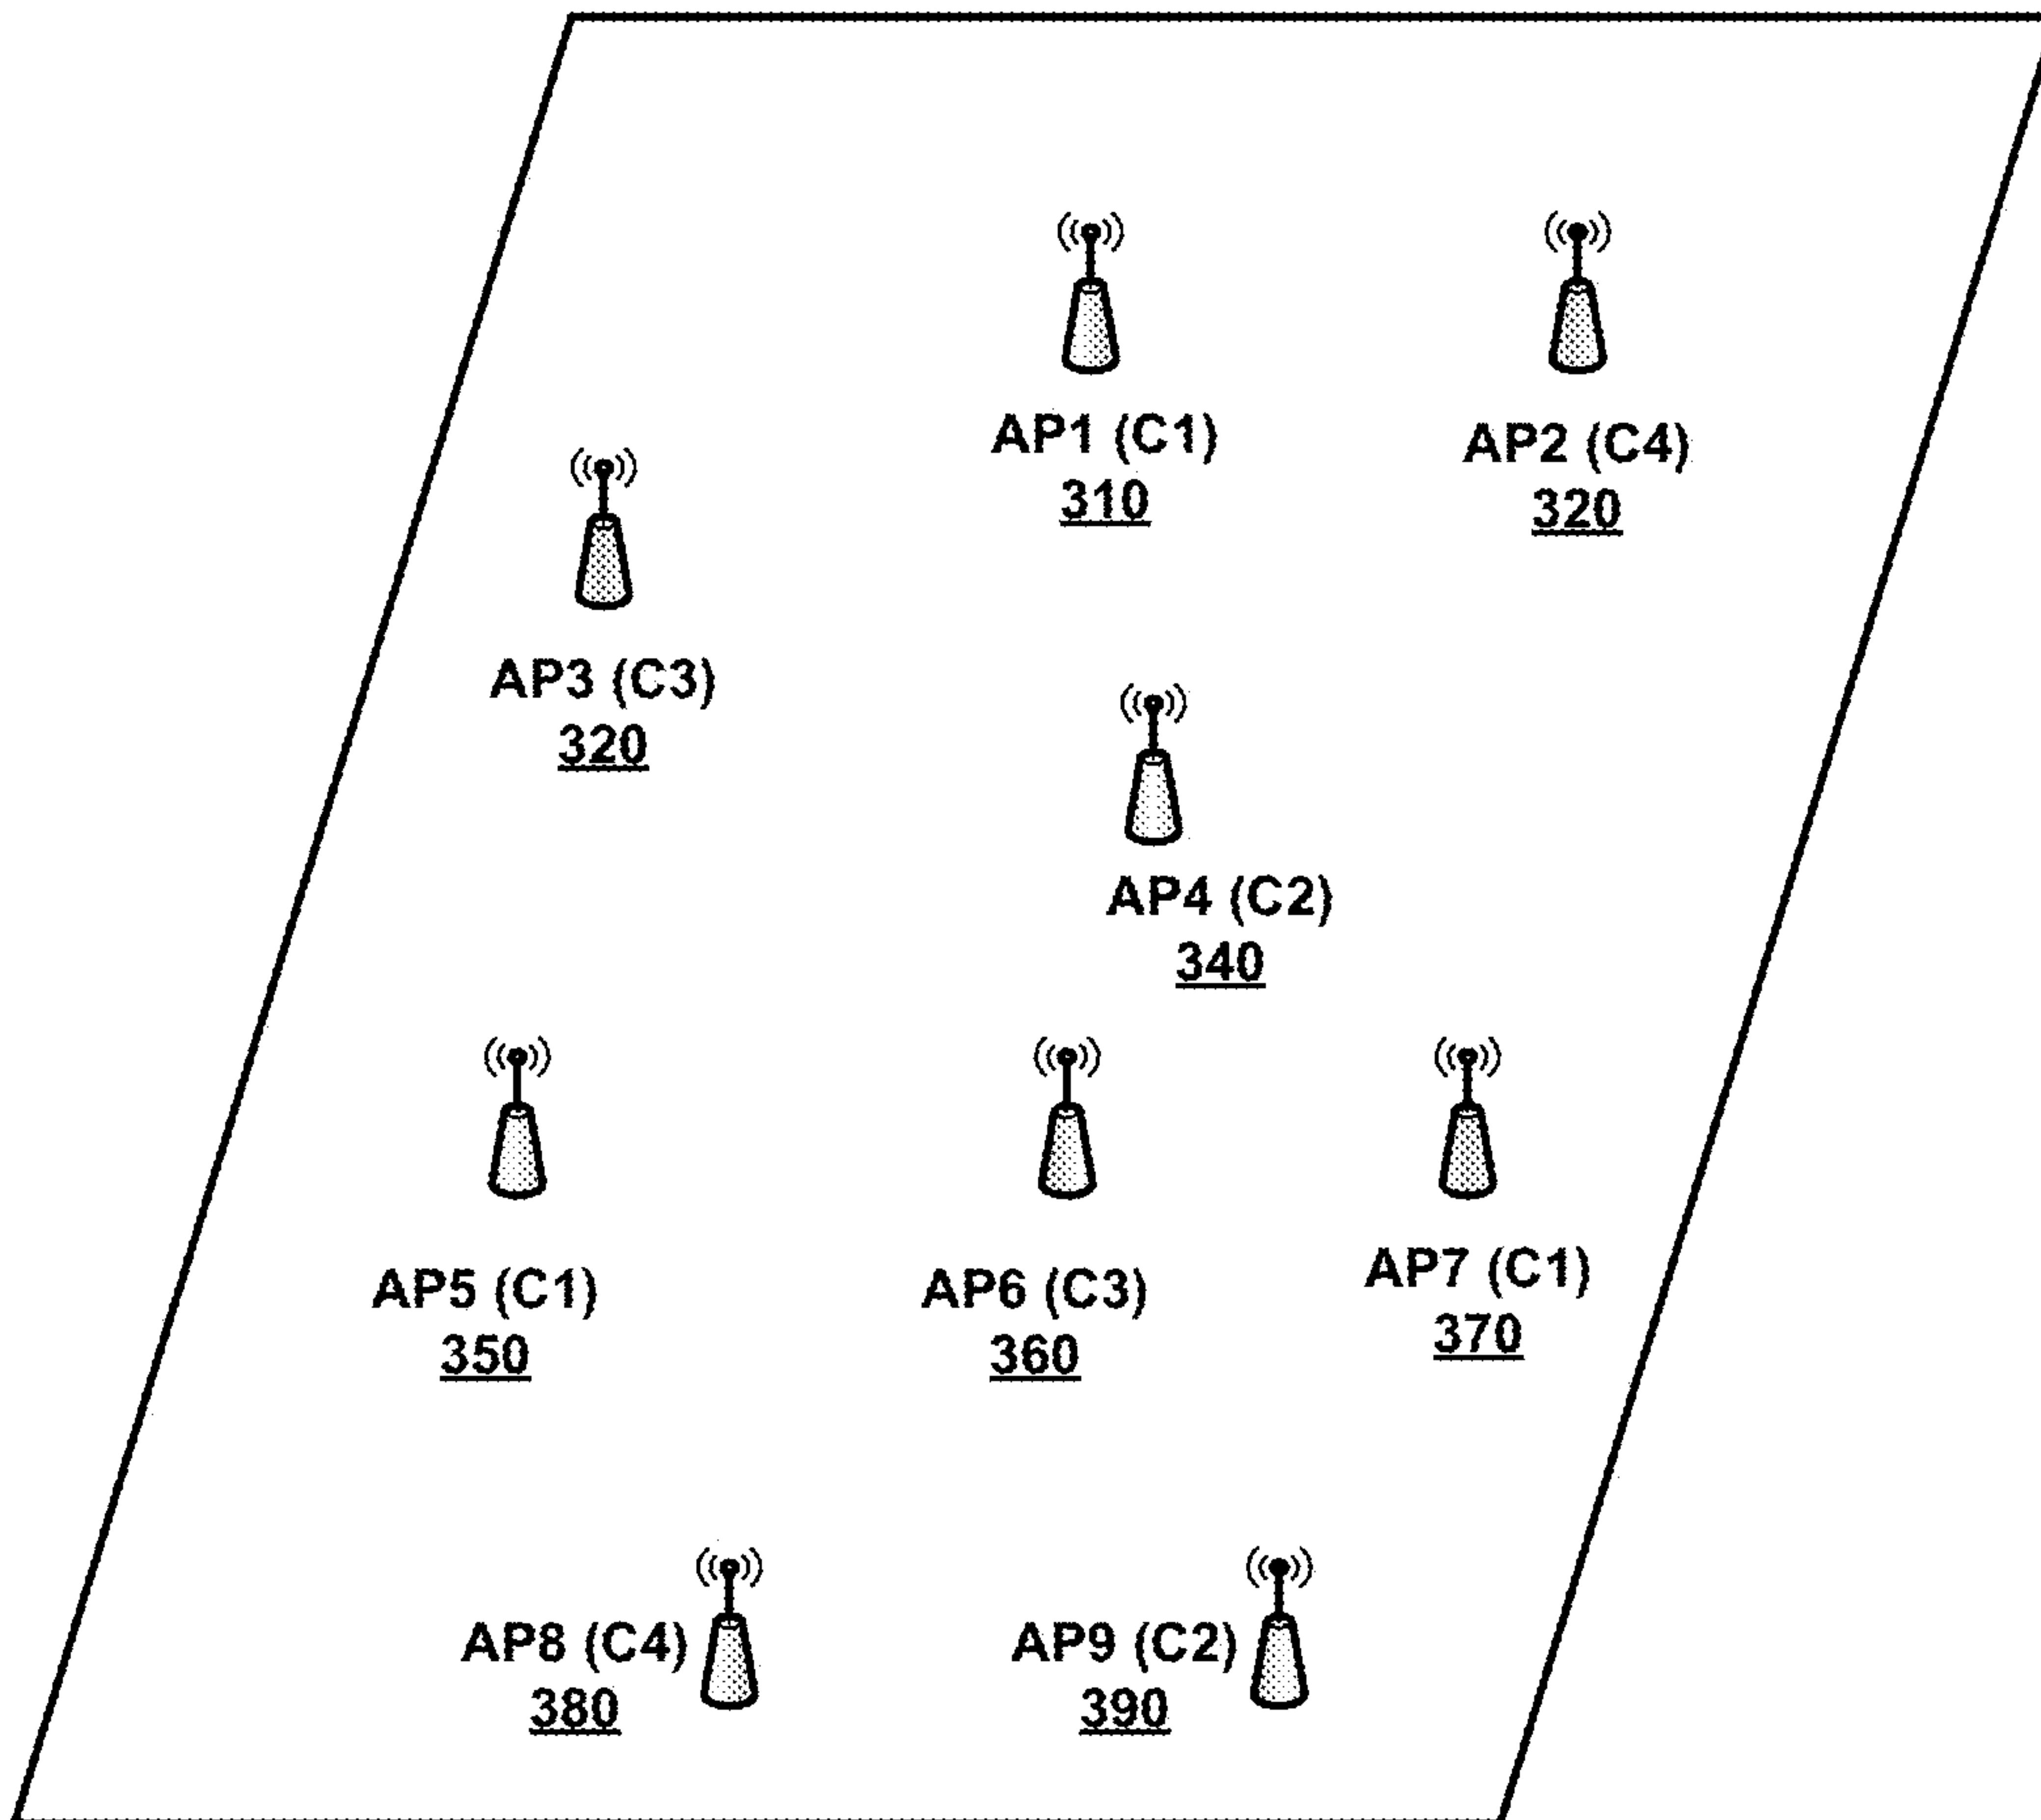 AP1 (C1)
310
AP2 (C4)
320
AP3 (C3)
320
AP4 (C2)
340
AP5 (C1)
350
AP6 (C3)
360
AP7 (C1)
370
AP8 (C4)
380
AP9 (C2)
390